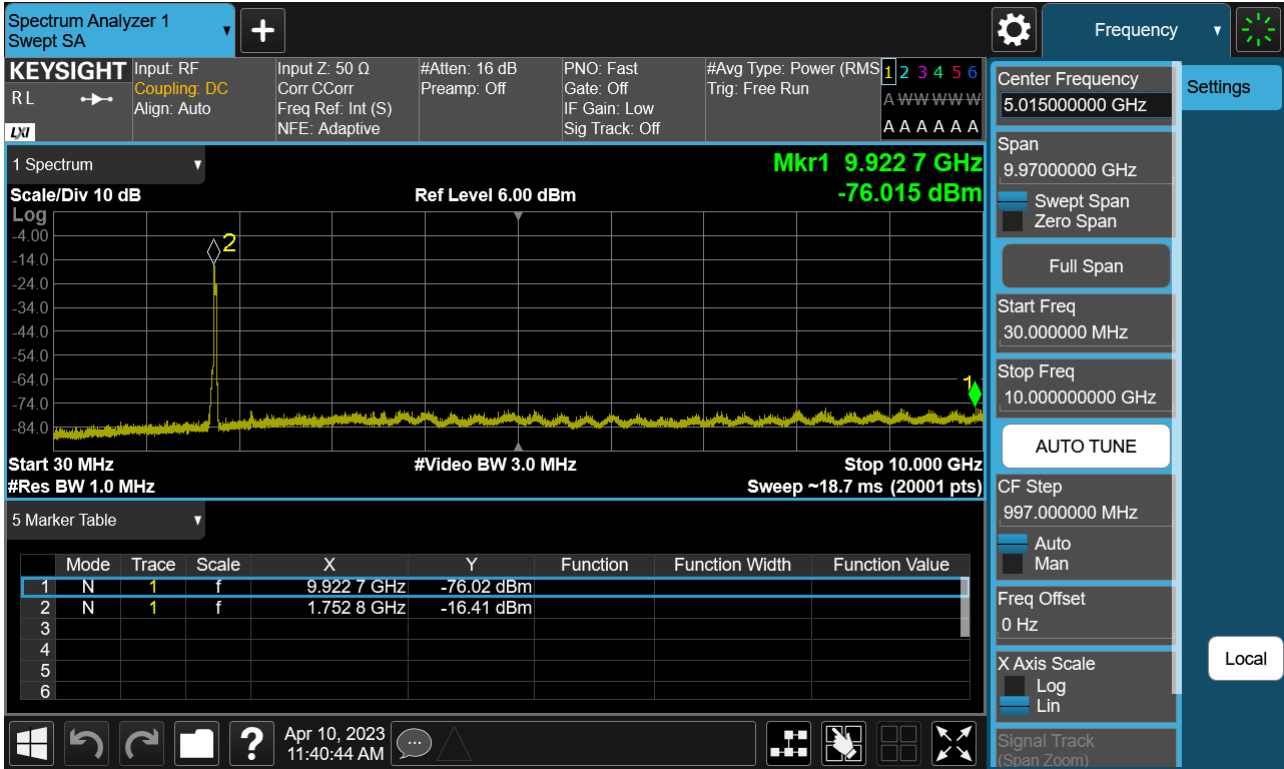 Spectrum Analyzer 1
Swept SA
Frequency
KEYSIGHT
RL
LXI
Input: RF
Coupling: DC
Align: Auto
Input Z: 50 Ω
Corr CCorr
Freq Ref: Int (S)
NFE: Adaptive
#Atten: 16 dB
Preamp: Off
PNO: Fast
Gate: Off
IF Gain: Low
Sig Track: Off
#Avg Type: Power (RMS
Trig: Free Run
1 2 3 4 5 6
A W W W W W
A A A A A A
1 Spectrum
Mkr1 9.922 7 GHz
-76.015 dBm
Scale/Div 10 dB
Ref Level 6.00 dBm
Log
-4.00
-14.0
-24.0
-34.0
-44.0
-54.0
-64.0
-74.0
-84.0
2
1
Start 30 MHz
#Video BW 3.0 MHz
Stop 10.000 GHz
#Res BW 1.0 MHz
Sweep ~18.7 ms (20001 pts)
5 Marker Table
Mode Trace Scale X Y Function Function Width Function Value
1 N 1 f 9.922 7 GHz -76.02 dBm
2 N 1 f 1.752 8 GHz -16.41 dBm
3
4
5
6
Apr 10, 2023
11:40:44 AM
Center Frequency
5.015000000 GHz
Span
9.97000000 GHz
Swept Span
Zero Span
Full Span
Start Freq
30.000000 MHz
Stop Freq
10.000000000 GHz
AUTO TUNE
CF Step
997.000000 MHz
Auto
Man
Freq Offset
0 Hz
X Axis Scale
Log
Lin
Signal Track
(Span Zoom)
Settings
Local